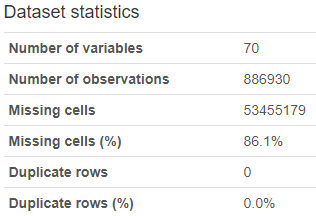 Dataset statistics
Number of variables 70
Number of observations 886930
Missing cells 53455179
Missing cells (%) 86.1%
Duplicate rows 0
Duplicate rows (%) 0.0%